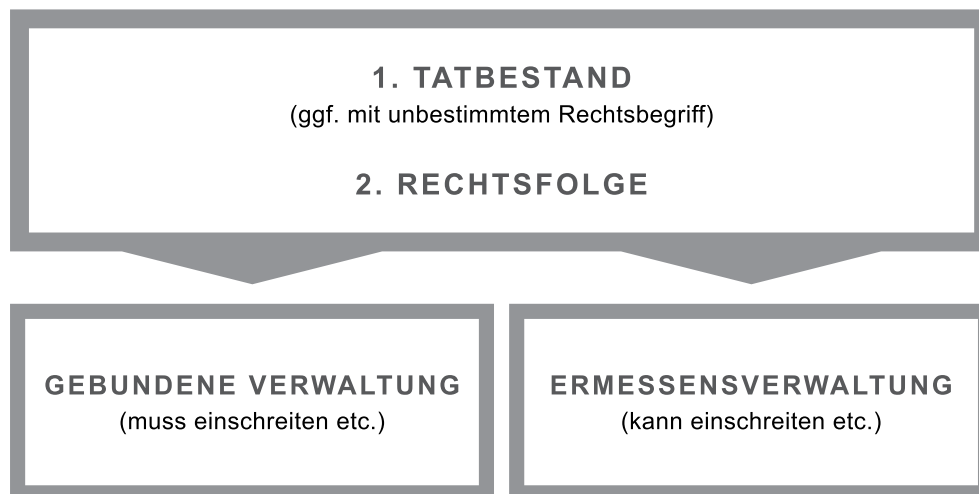 1. TATBESTAND
(ggf. mit unbestimmtem Rechtsbegriff)
2. RECHTSFOLGE
GEBUNDENE VERWALTUNG
(muss einschreiten etc.)
ERMESSENSVERWALTUNG
(kann einschreiten etc.)